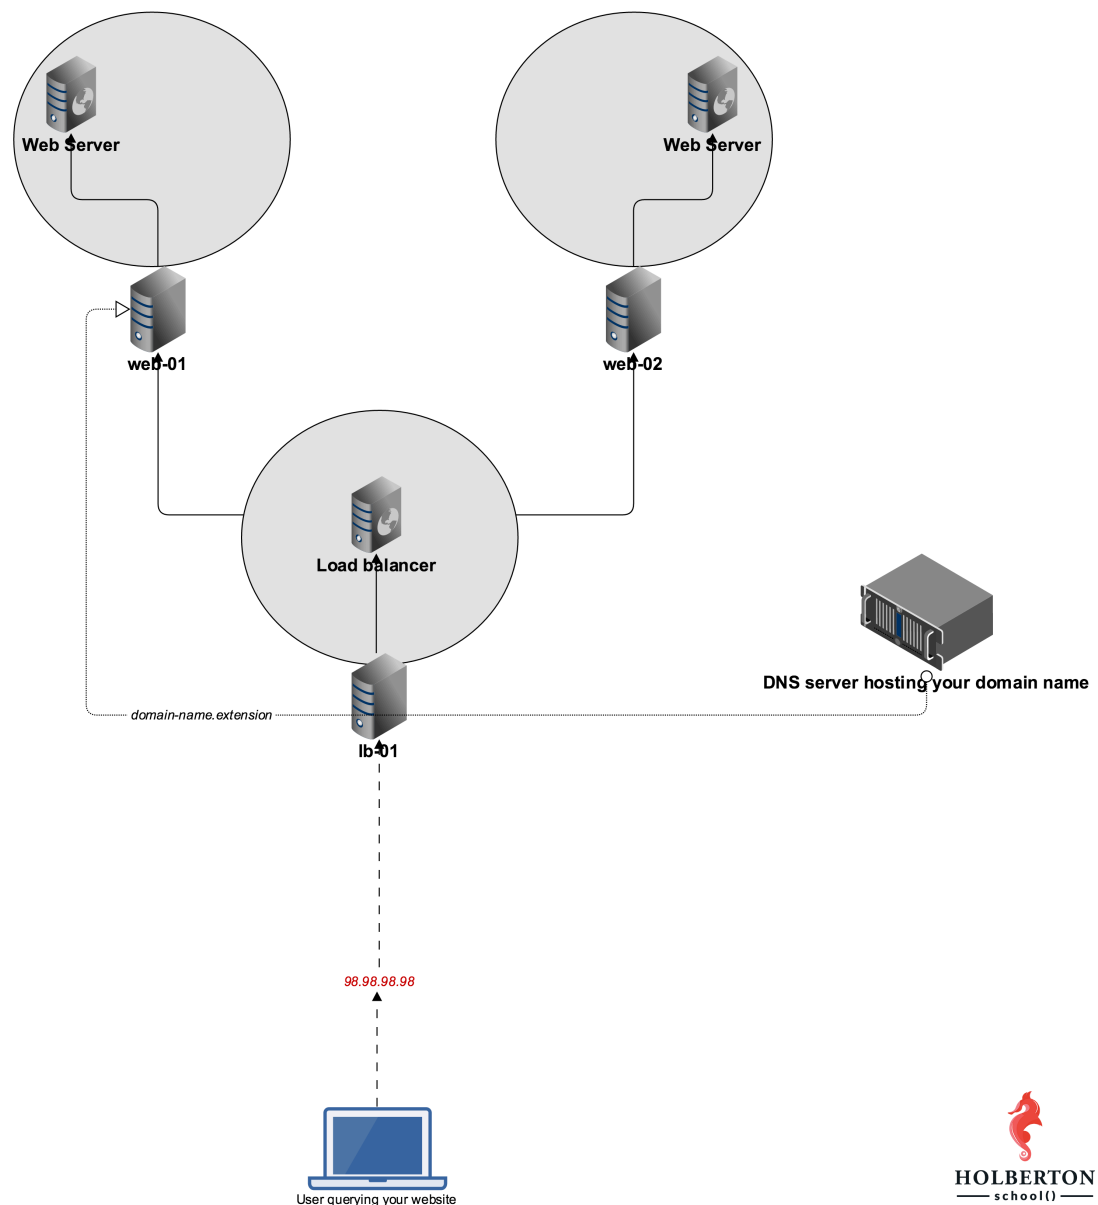 Web Server
Web Server
web-01
web-02
Load balancer
DNS server hosting your domain name
domain-name.extension
lb-01
98.98.98.98
User querying your website
HOLBERTON
school()